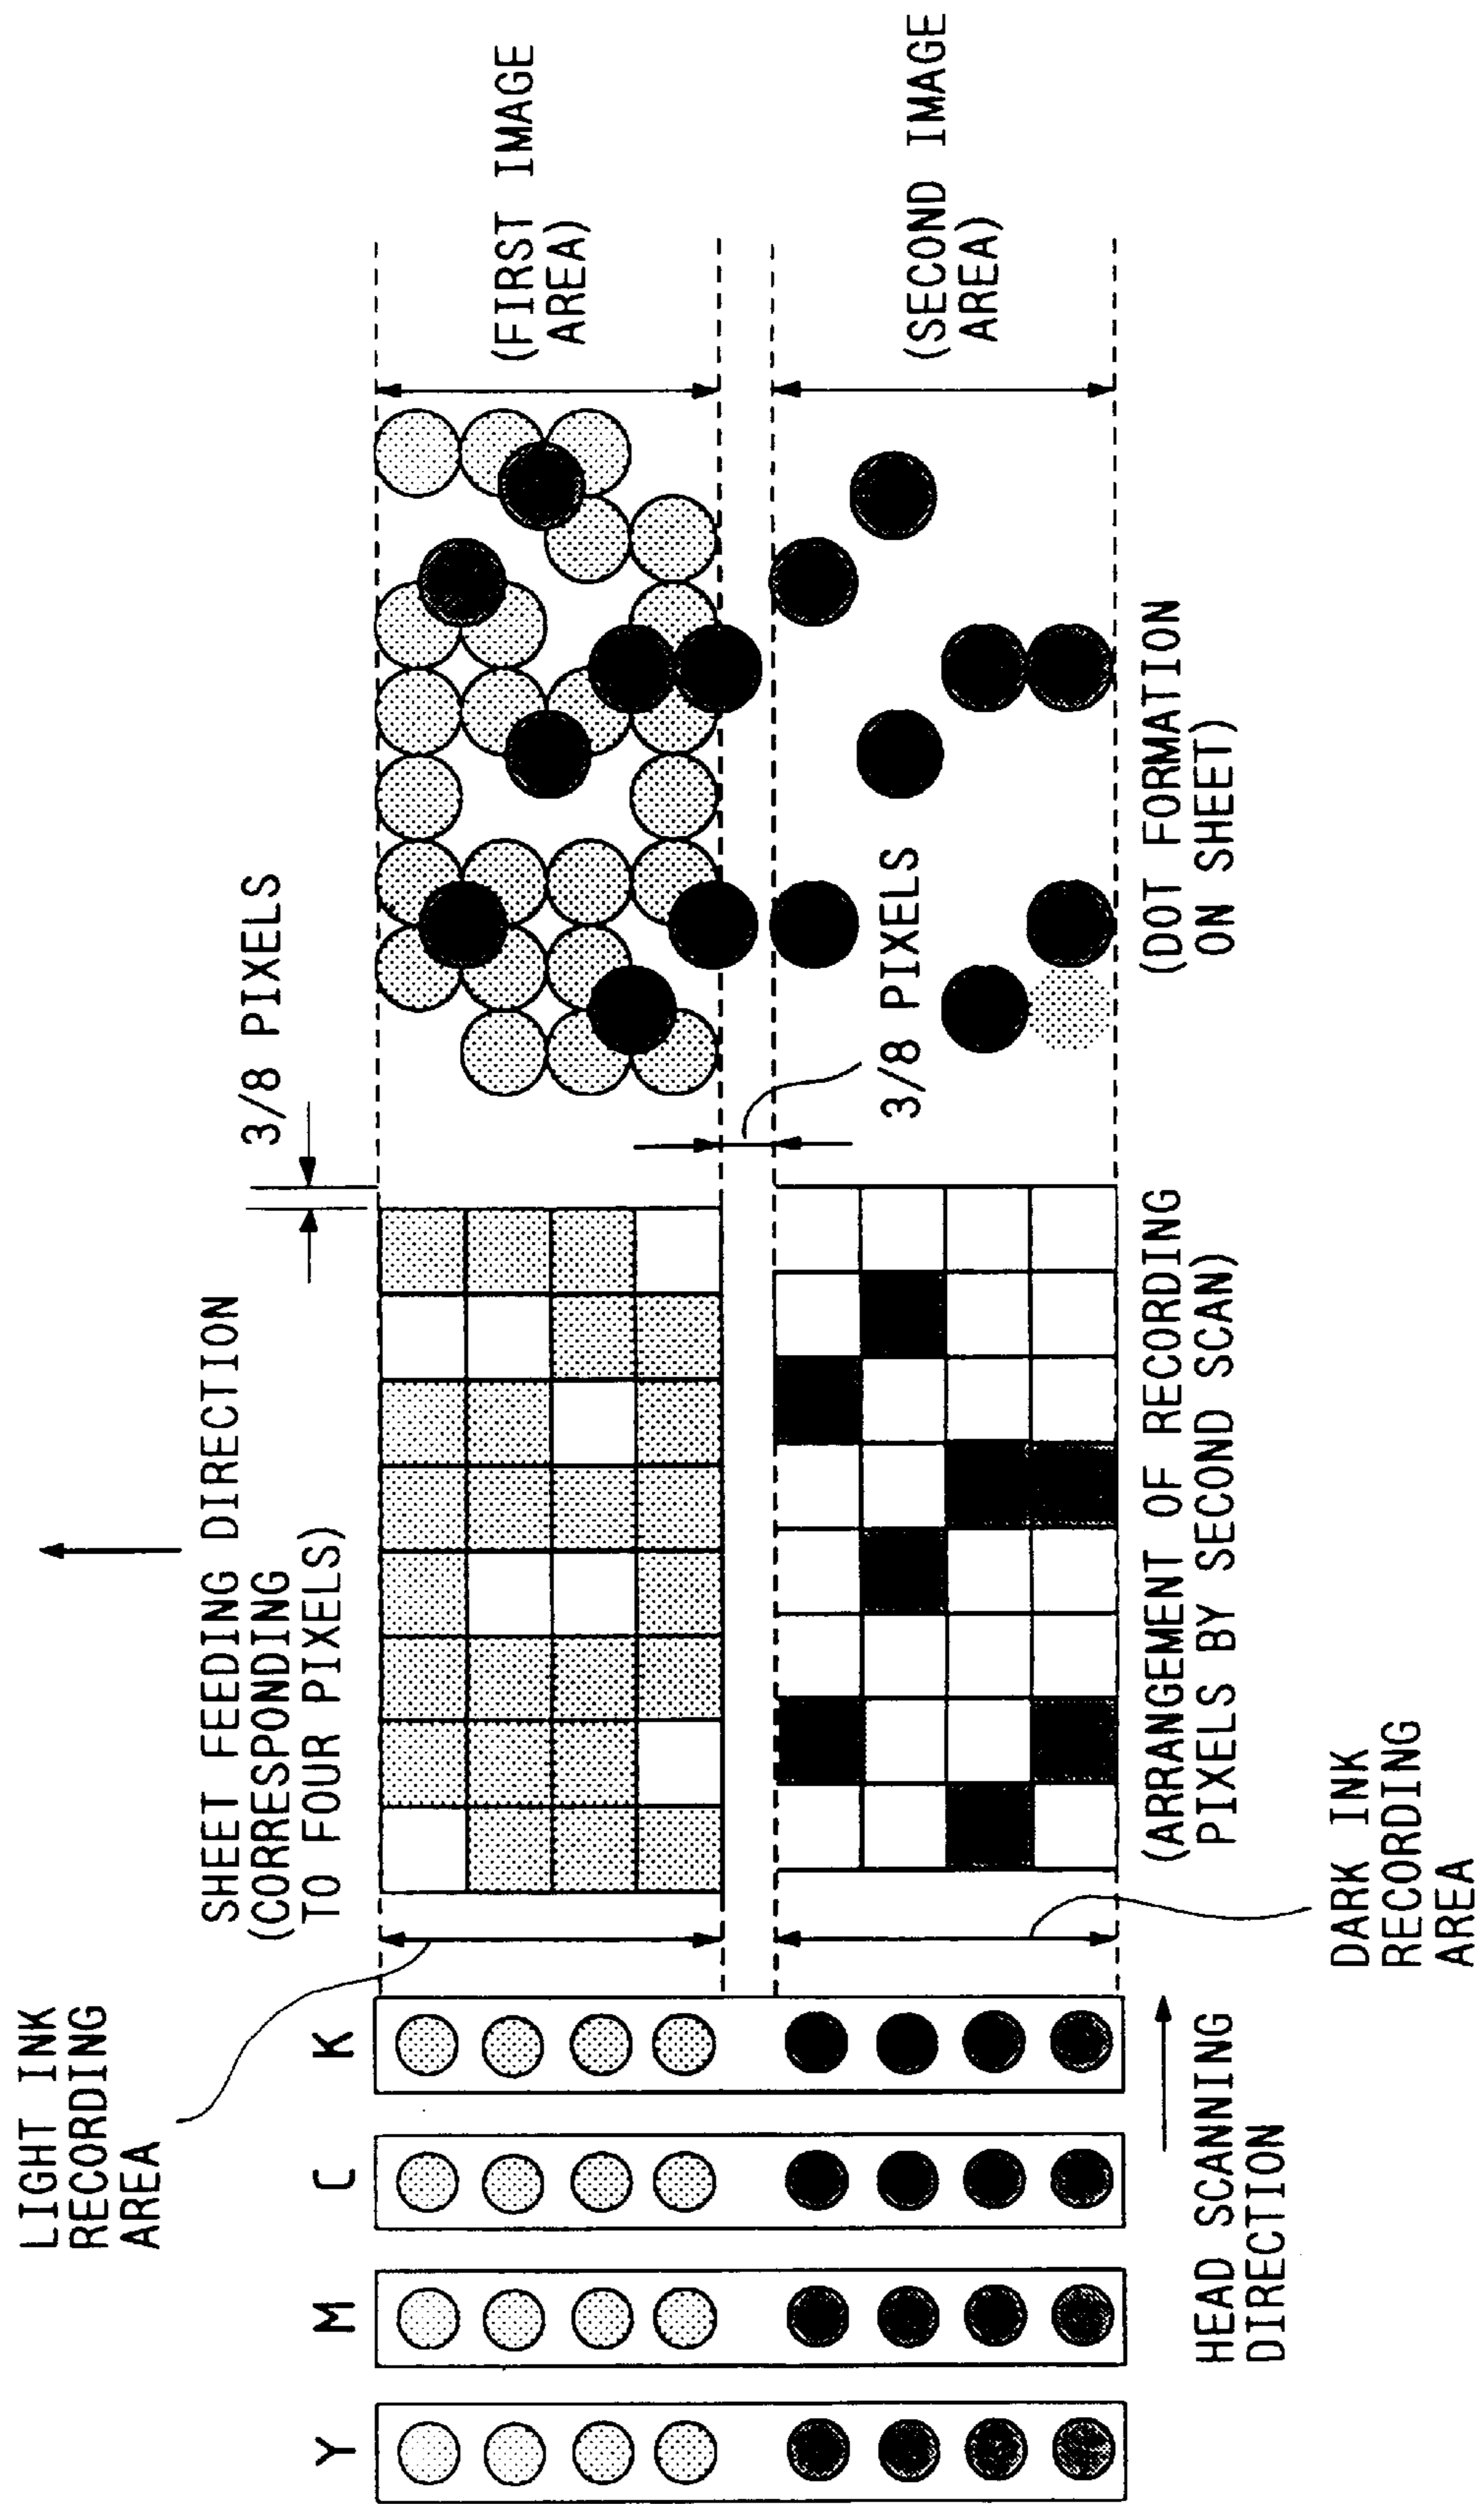 LIGHT INK
RECORDING
AREA
SHEET FEEDING DIRECTION
(CORRESPONDING
TO FOUR PIXELS)
3/8 PIXELS
Y
M
C
K
(FIRST IMAGE
AREA)
3/8 PIXELS
(SECOND IMAGE
AREA)
HEAD SCANNING
DIRECTION
(ARRANGEMENT OF RECORDING
PIXELS BY SECOND SCAN)
(DOT FORMATION
ON SHEET)
DARK INK
RECORDING
AREA